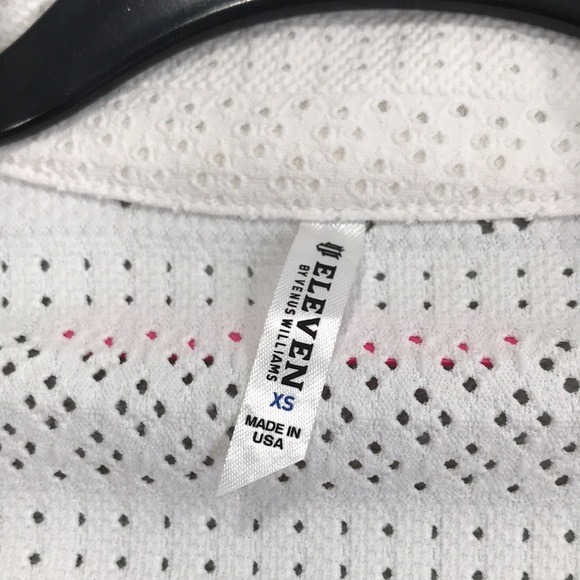 ELEVEN
BY VENUS WILLIAMS
XS
MADE IN
USA